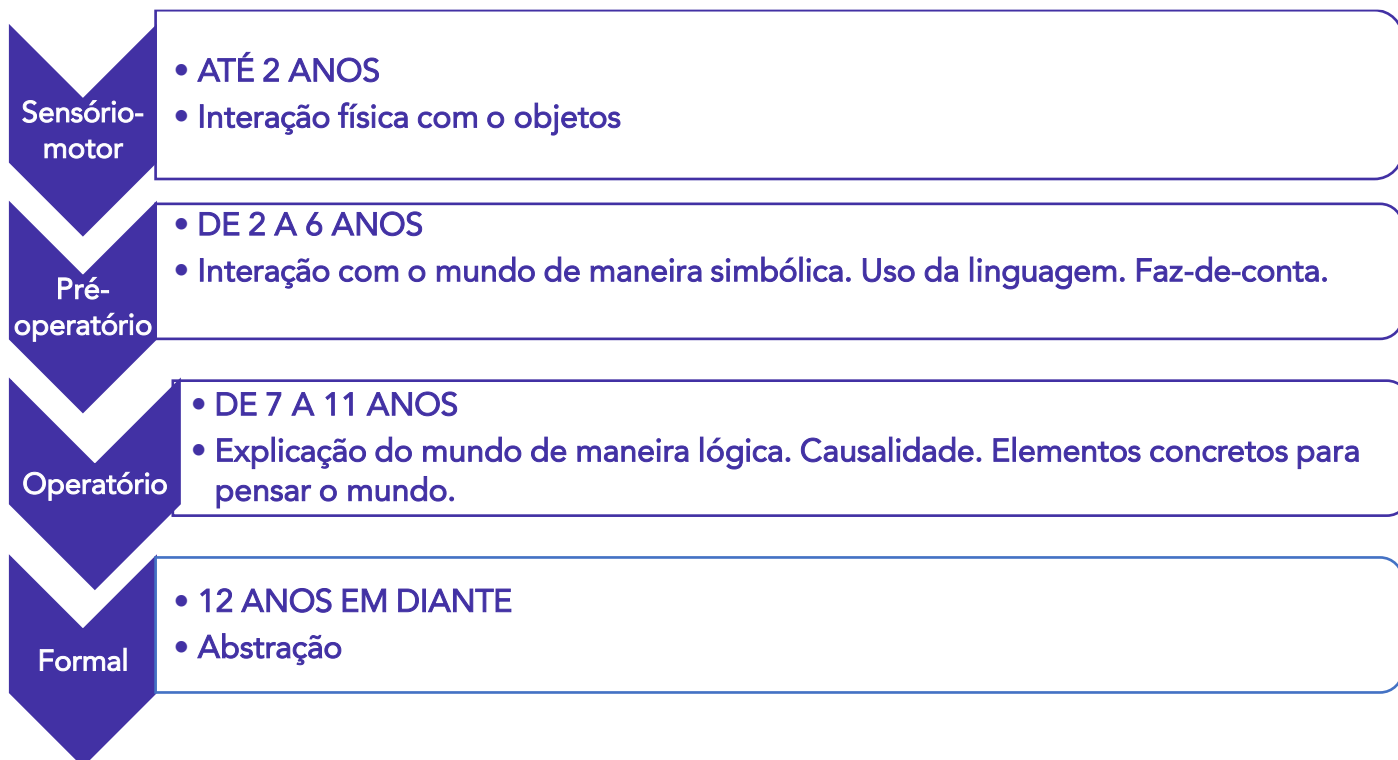 Sensório-
motor
• ATÉ 2 ANOS
• Interação física com o objetos
Pré-
operatório
• DE 2 A 6 ANOS
• Interação com o mundo de maneira simbólica. Uso da linguagem. Faz-de-conta.
Operatório
• DE 7 A 11 ANOS
• Explicação do mundo de maneira lógica. Causalidade. Elementos concretos para
pensar o mundo.
Formal
• 12 ANOS EM DIANTE
• Abstração